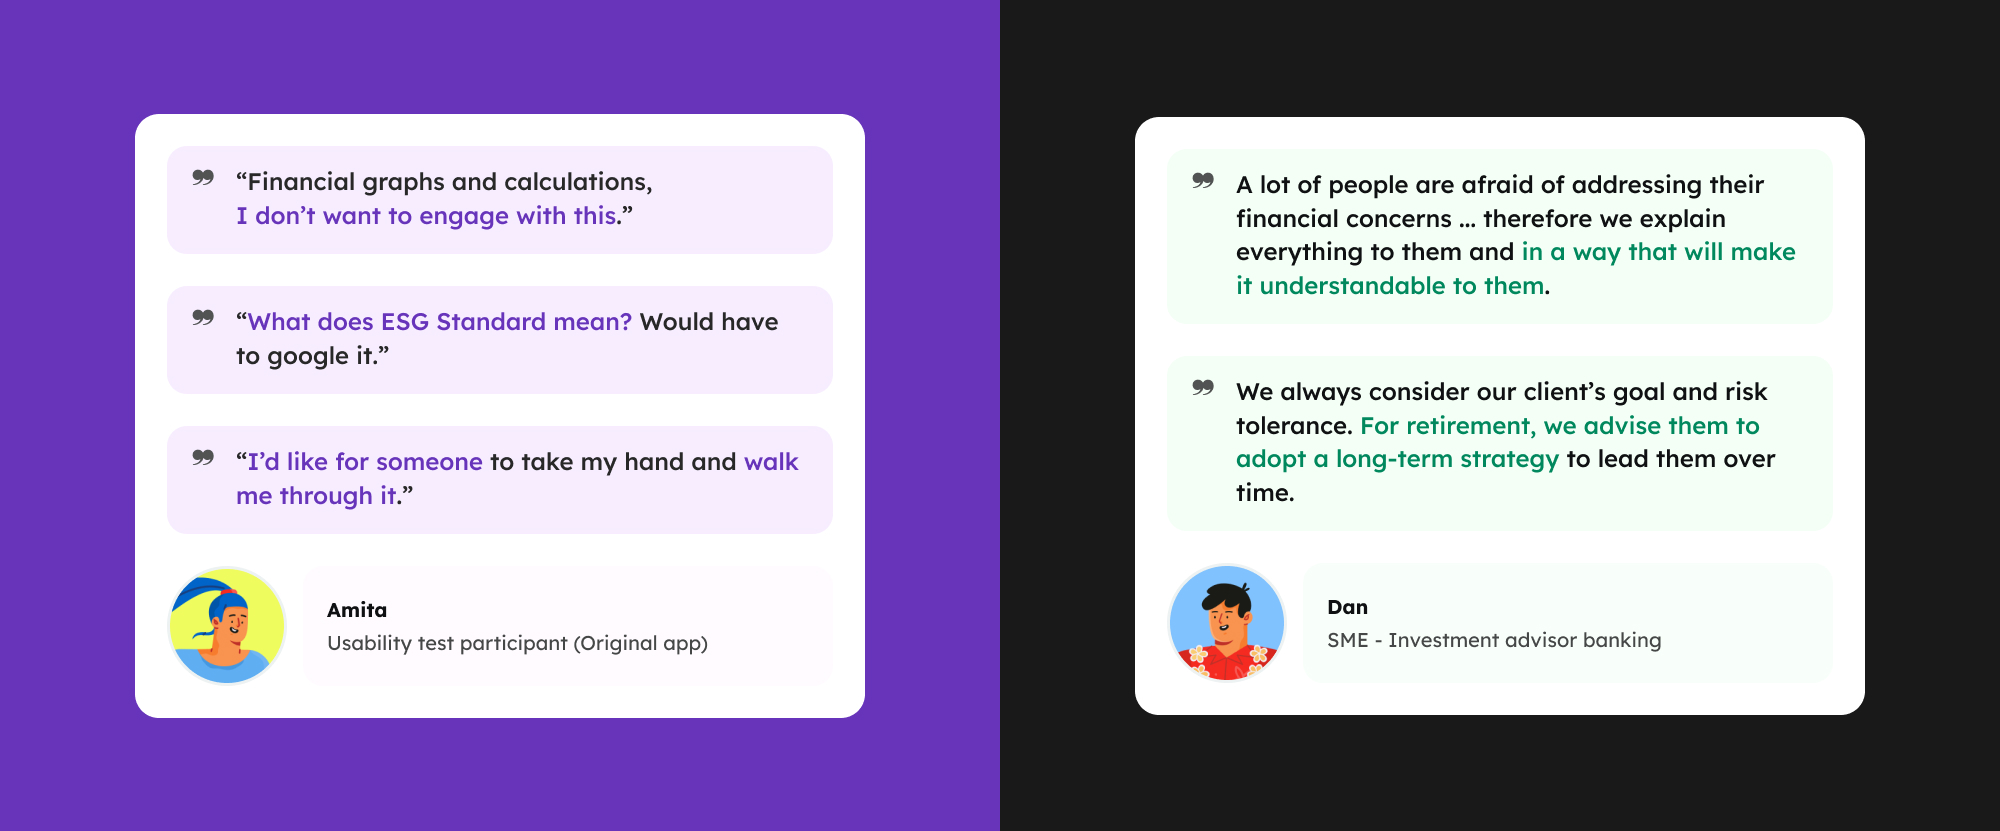 “Financial graphs and calculations,
I don’t want to engage with this.”
“What does ESG Standard mean? Would have
to google it.”
“I’d like for someone to take my hand and walk
me through it.”
Amita
Usability test participant (Original app)
A lot of people are afraid of addressing their
financial concerns ... therefore we explain
everything to them and in a way that will make
it understandable to them.
We always consider our client’s goal and risk
tolerance. For retirement, we advise them to
adopt a long-term strategy to lead them over
time.
Dan
SME - Investment advisor banking